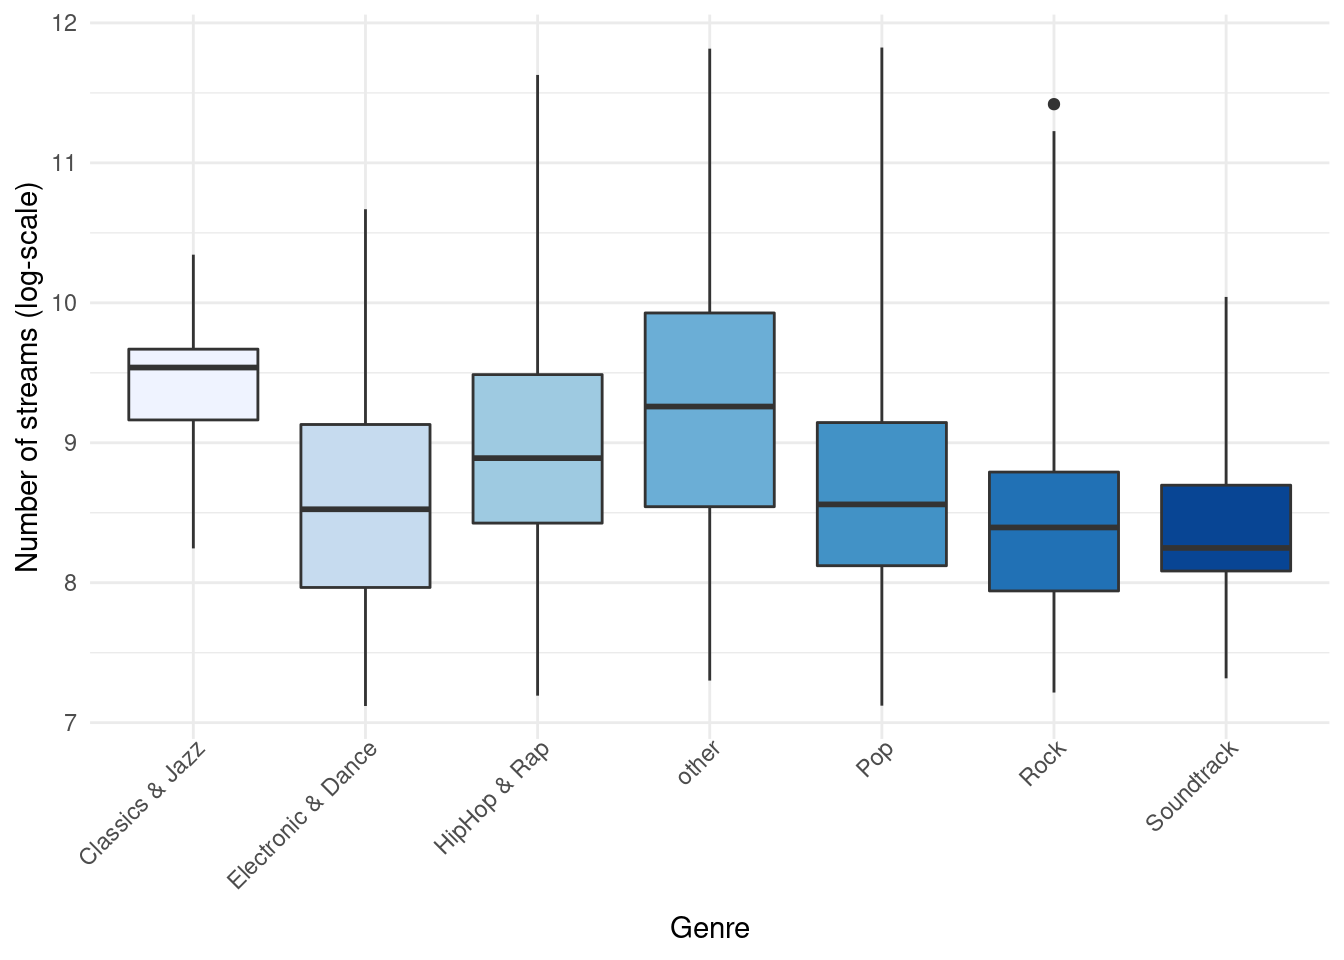 Number of streams (log-scale)
12
11
10
9
8
7
Classics & Jazz
Electronic & Dance
HipHop & Rap
other
Pop
Rock
Soundtrack
Genre